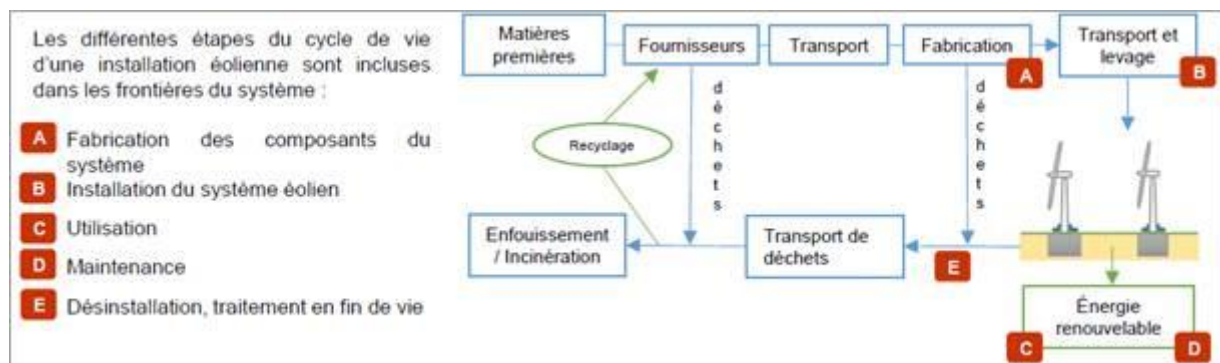 Les différentes étapes du cycle de vie
d'une installation éolienne sont incluses
dans les frontières du système :
A Fabrication des composants du
système
B Installation du système éolien
C Utilisation
D Maintenance
E Désinstallation, traitement en fin de vie
Matières
premières
Fournisseurs
Transport
Fabrication
A
Transport et
levage
B
déchets
déchets
Recyclage
Enfouissement
/ Incinération
Transport de
déchets
E
Énergie
renouvelable
C
D